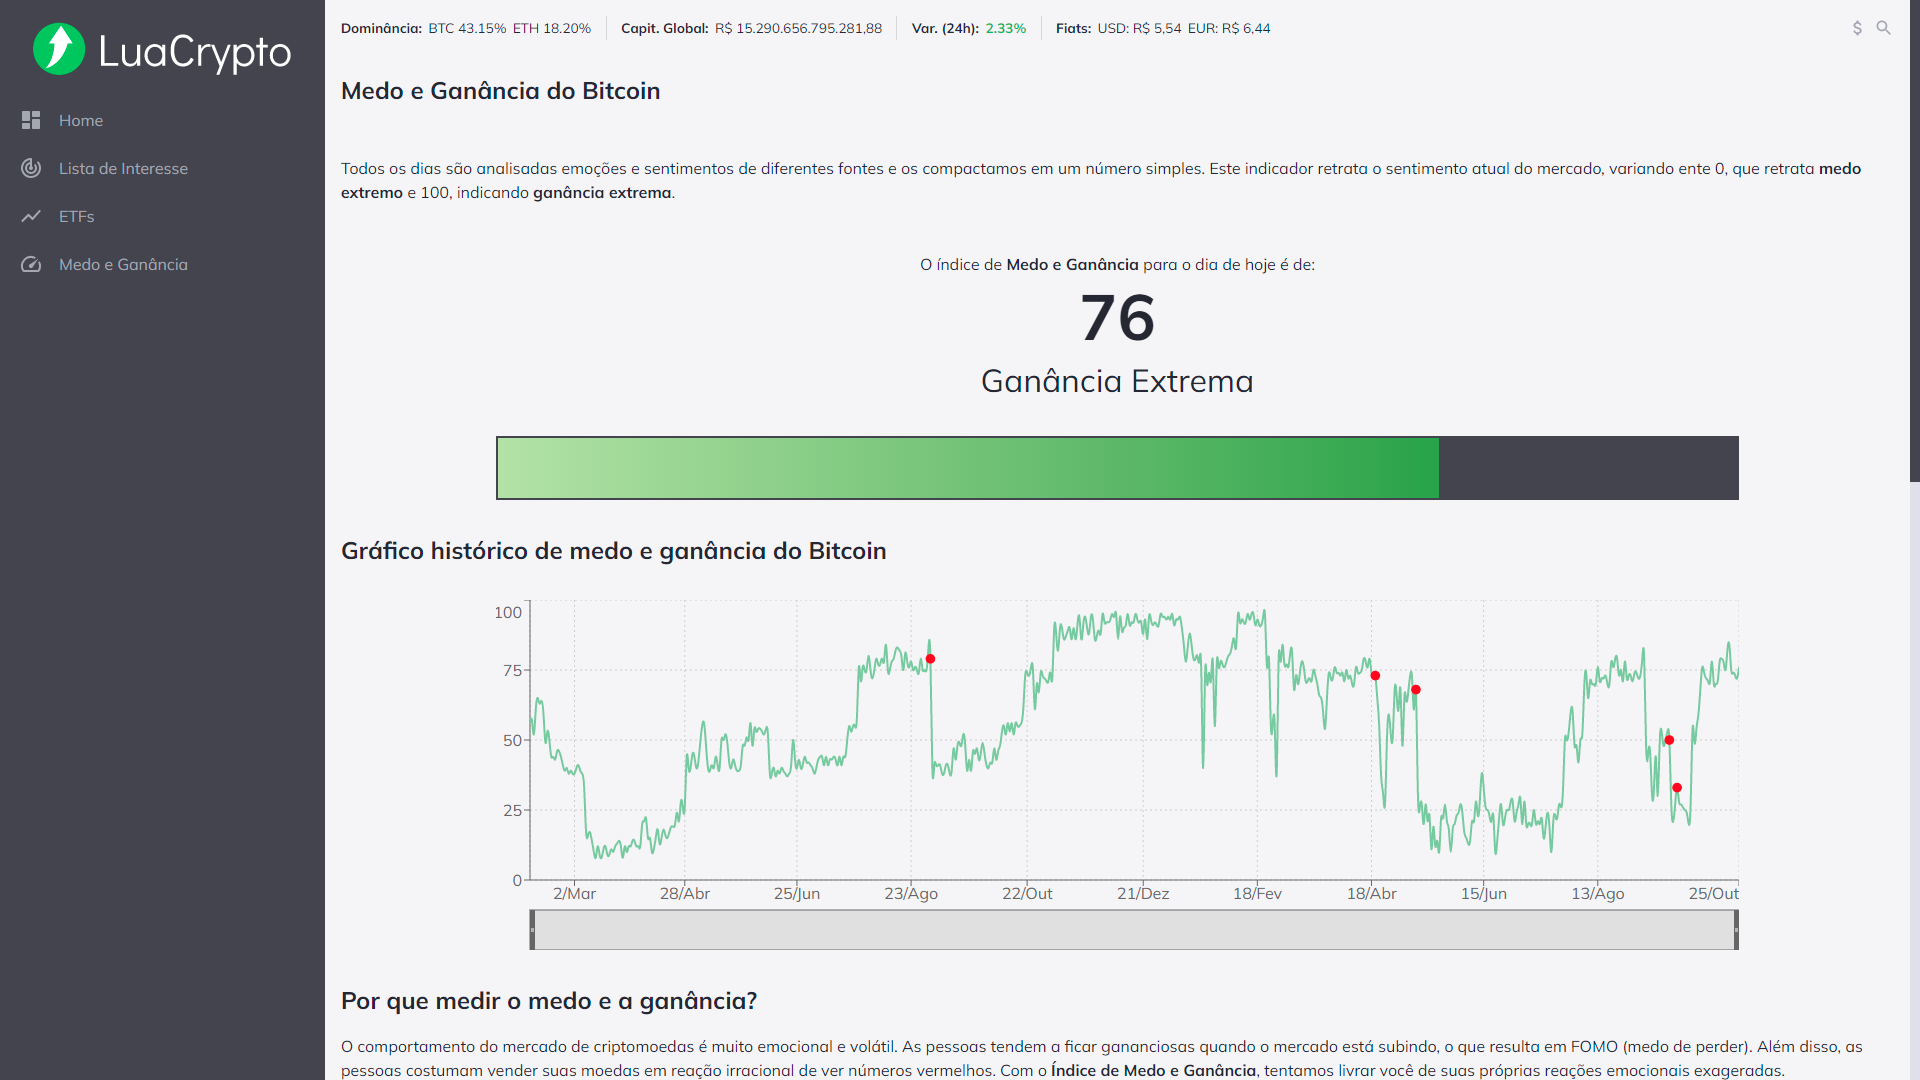 LuaCrypto
Home
Lista de Interesse
ETFs
Medo e Ganância
Dominância: BTC 43.15% ETH 18.20% Capit. Global: R$ 15.290.656.795.281,88 Var. (24h): 2.33% Fiats: USD: R$ 5,54 EUR: R$ 6,44
Medo e Ganância do Bitcoin
Todos os dias são analisadas emoções e sentimentos de diferentes fontes e os compactamos em um número simples. Este indicador retrata o sentimento atual do mercado, variando ente 0, que retrata medo
extremo e 100, indicando ganância extrema.
O índice de Medo e Ganância para o dia de hoje é de:
76
Ganância Extrema
Gráfico histórico de medo e ganância do Bitcoin
100
75
50
25
0
2/Mar 28/Abr 25/Jun 23/Ago 22/Out 21/Dez 18/Fev 18/Abr 15/Jun 13/Ago 25/Out
Por que medir o medo e a ganância?
O comportamento do mercado de criptomoedas é muito emocional e volátil. As pessoas tendem a ficar gananciosas quando o mercado está subindo, o que resulta em FOMO (medo de perder). Além disso, as
pessoas costumam vender suas moedas em reação irracional de ver números vermelhos. Com o Índice de Medo e Ganância, tentamos livrar você de suas próprias reações emocionais exageradas.